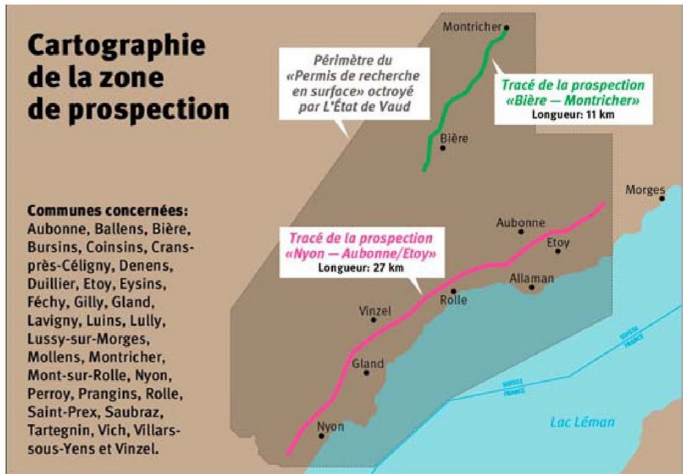 Cartographie
de la zone
de prospection
Périmètre du
«Permis de recherche
en surface» octroyé
par L'État de Vaud
Montricher
Tracé de la prospection
«Bière — Montricher»
Longueur: 11 km
Bière
Morges
Communes concernées:
Aubonne, Ballens, Bière,
Bursins, Coinsins, Crans-
près-Céligny, Denens,
Duillier, Etoy, Eysins,
Féchy, Gilly, Gland,
Lavigny, Luins, Lully,
Lussy-sur-Morges,
Mollens, Montricher,
Mont-sur-Rolle, Nyon,
Perroy, Prangins, Rolle,
Saint-Prex, Saubraz,
Tartegnin, Vich, Villars-
sous-Yens et Vinzel.
Tracé de la prospection
«Nyon — Aubonne/Etoy»
Longueur: 27 km
Aubonne
Etoy
Allaman
Rolle
Vinzel
Gland
Nyon
SUISSE
FRANCE
SUISSE
FRANCE
Lac Léman